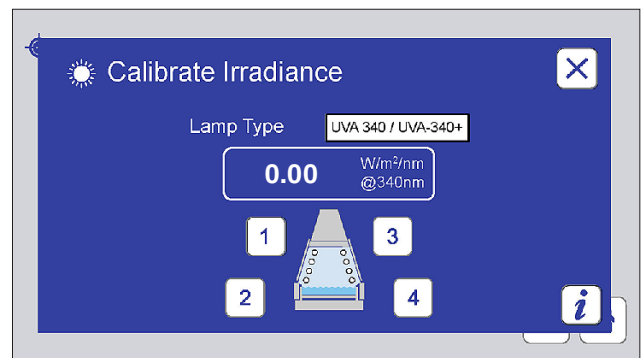 Calibrate Irradiance
Lamp Type UVA 340 / UVA-340+
0.00 W/m²/nm
@340nm
1 3
2 4
i